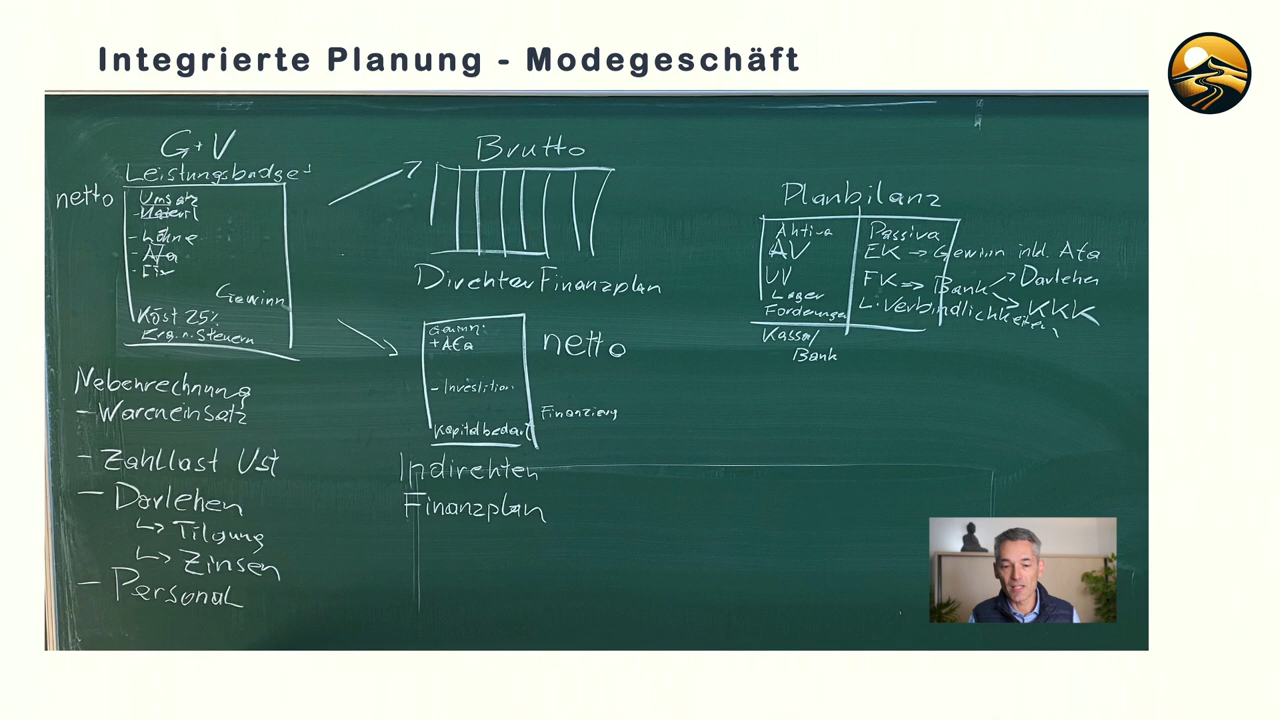 Integrierte Planung - Modegeschäft
G+V
Leistungsbudget
netto
Umsatz
- Material
- Löhne
- AfA
- Fix
Gewinn
Köst 25%
Erg. n. Steuern
Nebenrechnung
- Wareneinsatz
- Zahllast Ust
- Darlehen
↳ Tilgung
↳ Zinsen
- Personal
Brutto
Direkter Finanzplan
Gewinn
+ AfA
- Investition
Kapitalbedarf
netto
Finanzierung
Indirekten
Finanzplan
Planbilanz
Aktiva
AV
UV
Lager
Forderungen
Kassa/
Bank
Passiva
EK → Gewinn inkl. Afa
FK → Bank → Darlehen
→ KKK
L. Verbindlichkeiten